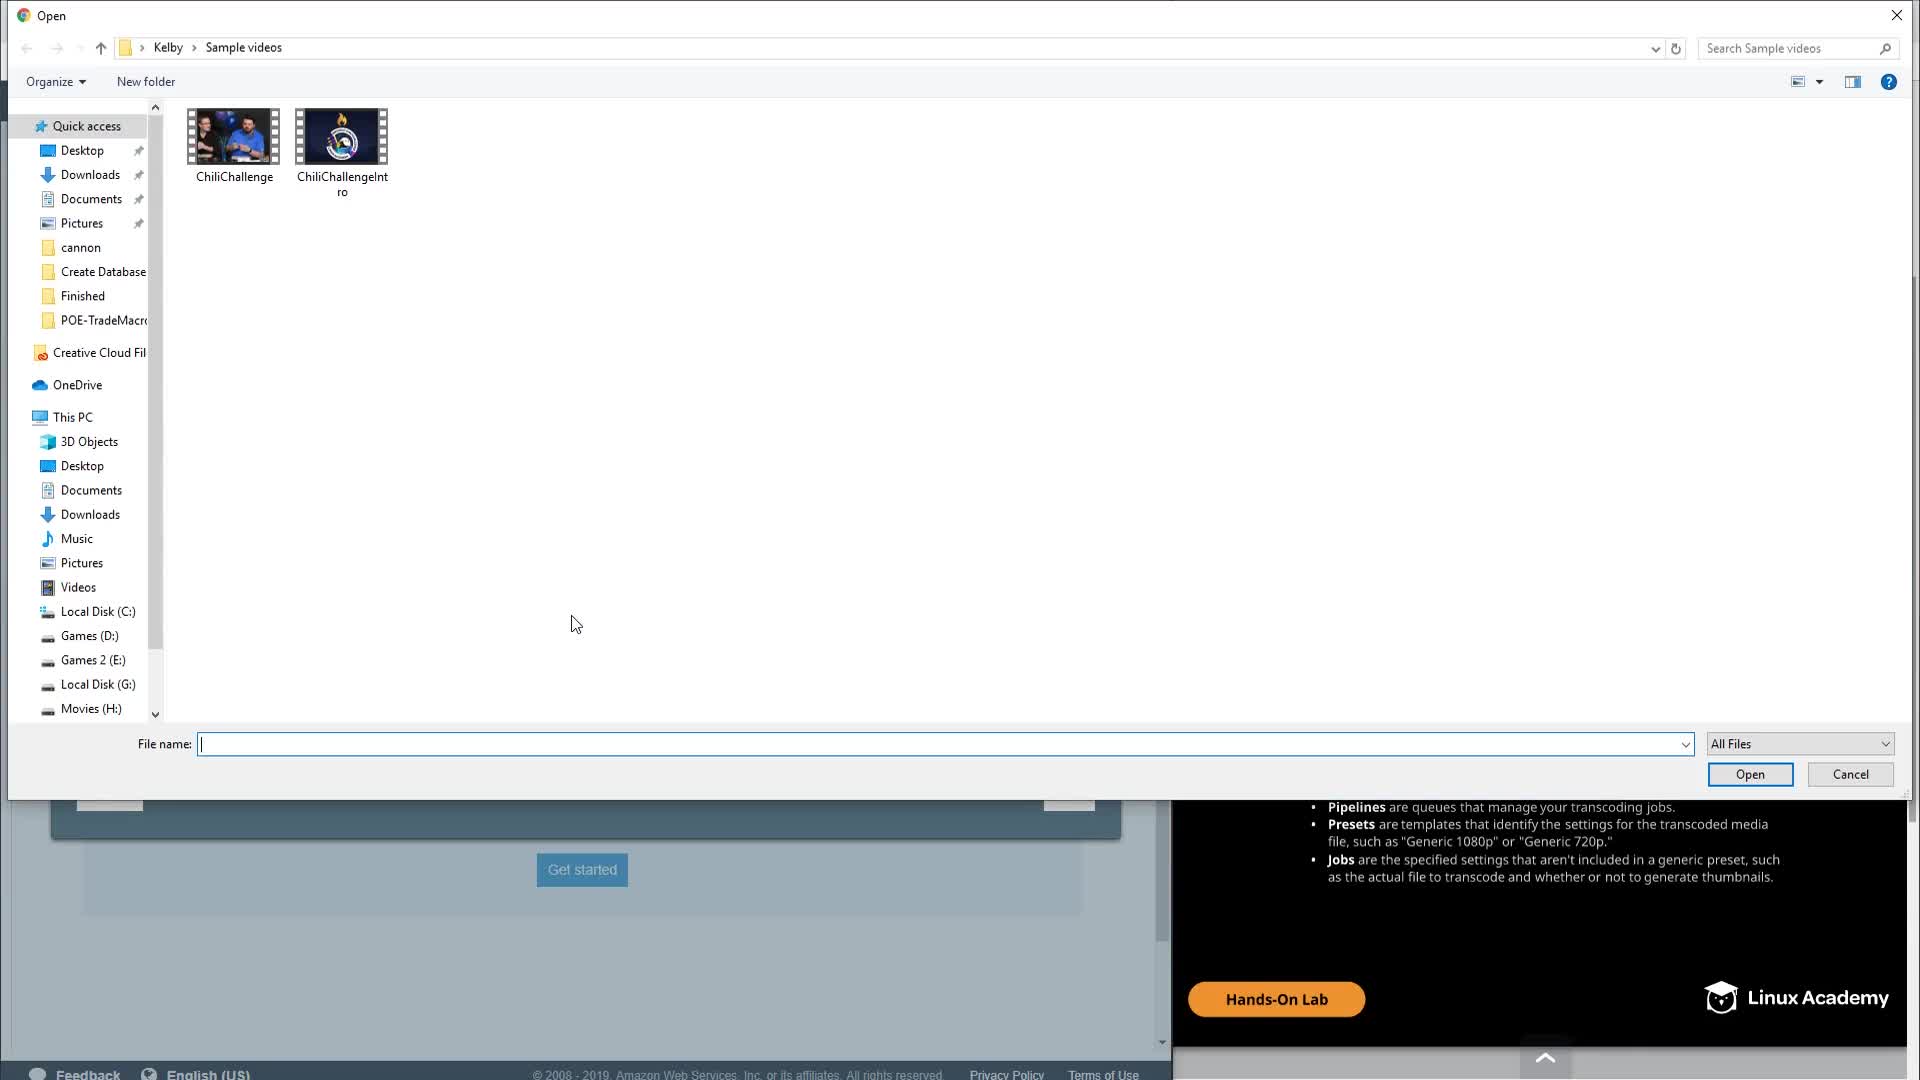 Open
Kelby > Sample videos
Search Sample videos
Organize
New folder
Quick access
Desktop
Downloads
Documents
Pictures
cannon
Create Database
Finished
POE-TradeMacro
Creative Cloud Fil
OneDrive
This PC
3D Objects
Desktop
Documents
Downloads
Music
Pictures
Videos
Local Disk (C:)
Games (D:)
Games 2 (E:)
Local Disk (G:)
Movies (H:)
ChiliChallenge
ChiliChallengeInt
ro
File name:
All Files
Open
Cancel
• Pipelines are queues that manage your transcoding jobs.
• Presets are templates that identify the settings for the transcoded media
file, such as "Generic 1080p" or "Generic 720p."
• Jobs are the specified settings that aren't included in a generic preset, such
as the actual file to transcode and whether or not to generate thumbnails.
Get started
Hands-On Lab
Linux Academy
Feedback
English (US)
© 2008 - 2019, Amazon Web Services, Inc. or its affiliates. All rights reserved.
Privacy Policy
Terms of Use